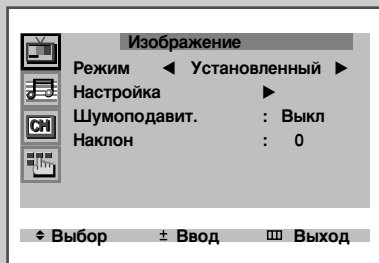 Изображение
Режим ◀ Установленный ▶
Настройка ▶
Шумоподавит. : Выкл
CH
Наклон : 0
Выбор ± Ввод Выход